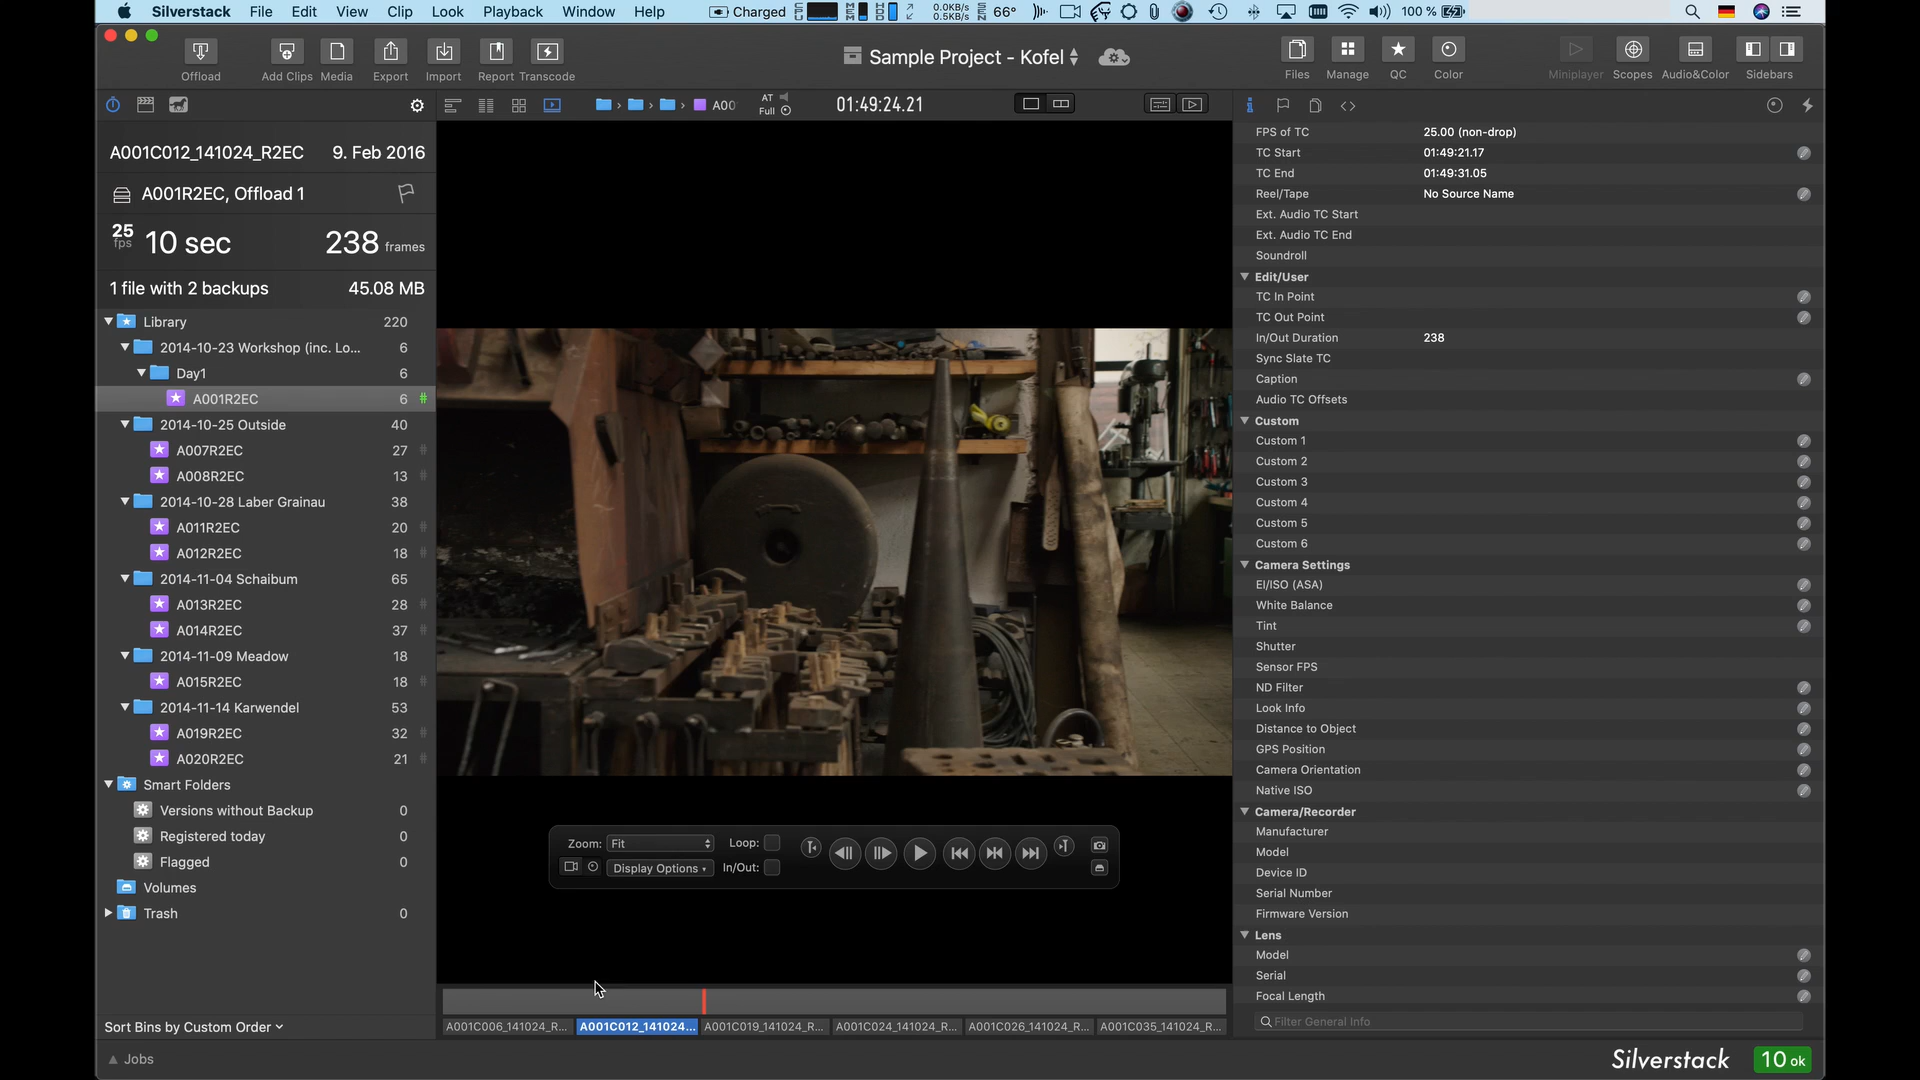 Silverstack File Edit View Clip Look Playback Window Help Charged CPU MEM HDD 0.0KB/s 0.5KB/s SEN 66° 100 %
Offload Add Clips Media Export Import Report Transcode
Sample Project - Kofel
Files Manage QC Color Miniplayer Scopes Audio&Color Sidebars
A00 AT Full 01:49:24.21
A001C012_141024_R2EC 9. Feb 2016
A001R2EC, Offload 1
25 fps 10 sec 238 frames
1 file with 2 backups 45.08 MB
Library 220
2014-10-23 Workshop (inc. Lo... 6
Day1 6
A001R2EC 6 #
2014-10-25 Outside 40
A007R2EC 27 #
A008R2EC 13 #
2014-10-28 Laber Grainau 38
A011R2EC 20 #
A012R2EC 18 #
2014-11-04 Schaibum 65
A013R2EC 28 #
A014R2EC 37 #
2014-11-09 Meadow 18
A015R2EC 18 #
2014-11-14 Karwendel 53
A019R2EC 32 #
A020R2EC 21 #
Smart Folders
Versions without Backup 0
Registered today 0
Flagged 0
Volumes
Trash 0
Sort Bins by Custom Order
Jobs
Zoom: Fit Loop:
Display Options In/Out:
A001C006_141024_R... A001C012_141024... A001C019_141024_R... A001C024_141024_R... A001C026_141024_R... A001C035_141024_R...
FPS of TC 25.00 (non-drop)
TC Start 01:49:21.17
TC End 01:49:31.05
Reel/Tape No Source Name
Ext. Audio TC Start
Ext. Audio TC End
Soundroll
Edit/User
TC In Point
TC Out Point
In/Out Duration 238
Sync Slate TC
Caption
Audio TC Offsets
Custom
Custom 1
Custom 2
Custom 3
Custom 4
Custom 5
Custom 6
Camera Settings
EI/ISO (ASA)
White Balance
Tint
Shutter
Sensor FPS
ND Filter
Look Info
Distance to Object
GPS Position
Camera Orientation
Native ISO
Camera/Recorder
Manufacturer
Model
Device ID
Serial Number
Firmware Version
Lens
Model
Serial
Focal Length
Filter General Info
Silverstack 10 ok